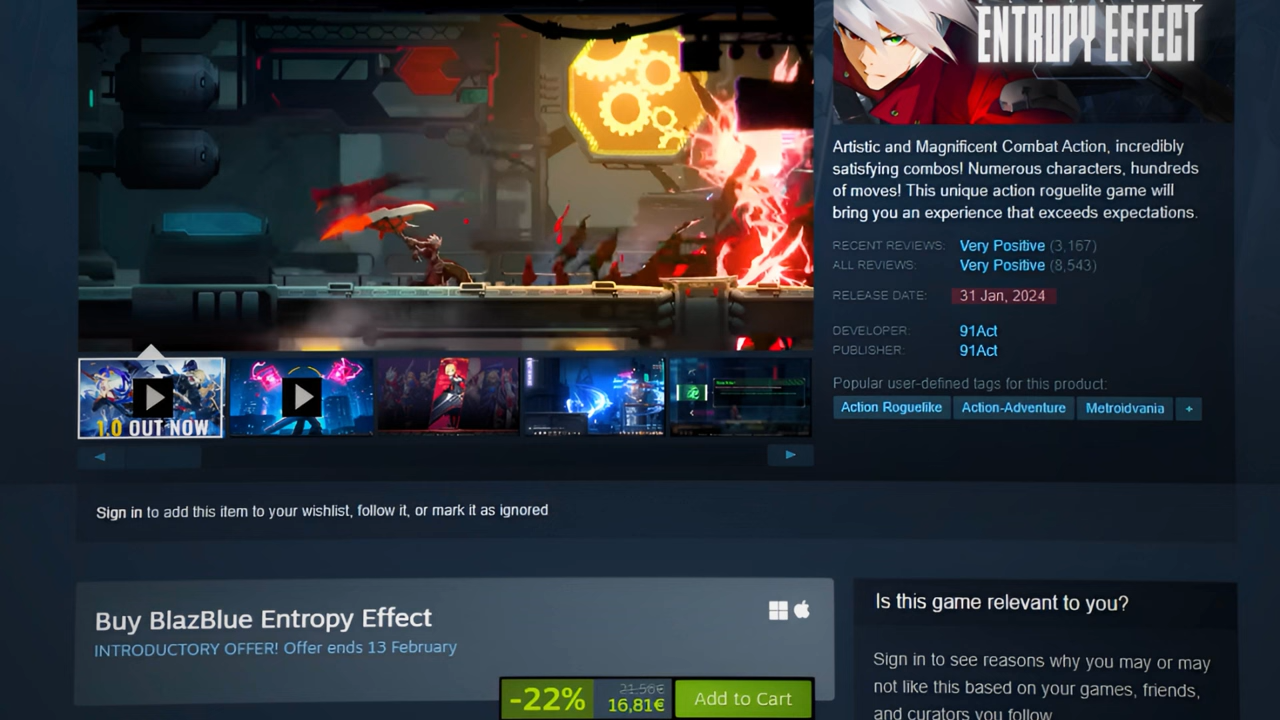 ENTROPY EFFECT
Artistic and Magnificent Combat Action, incredibly
satisfying combos! Numerous characters, hundreds
of moves! This unique action roguelite game will
bring you an experience that exceeds expectations.
RECENT REVIEWS: Very Positive (3,167)
ALL REVIEWS: Very Positive (8,543)
RELEASE DATE: 31 Jan, 2024
DEVELOPER: 91Act
PUBLISHER: 91Act
Popular user-defined tags for this product:
Action Roguelike Action-Adventure Metroidvania +
1.0 OUT NOW
Sign in to add this item to your wishlist, follow it, or mark it as ignored
Buy BlazBlue Entropy Effect
INTRODUCTORY OFFER! Offer ends 13 February
-22% 21,56€ 16,81€ Add to Cart
Is this game relevant to you?
Sign in to see reasons why you may or may
not like this based on your games, friends,
and curators you follow